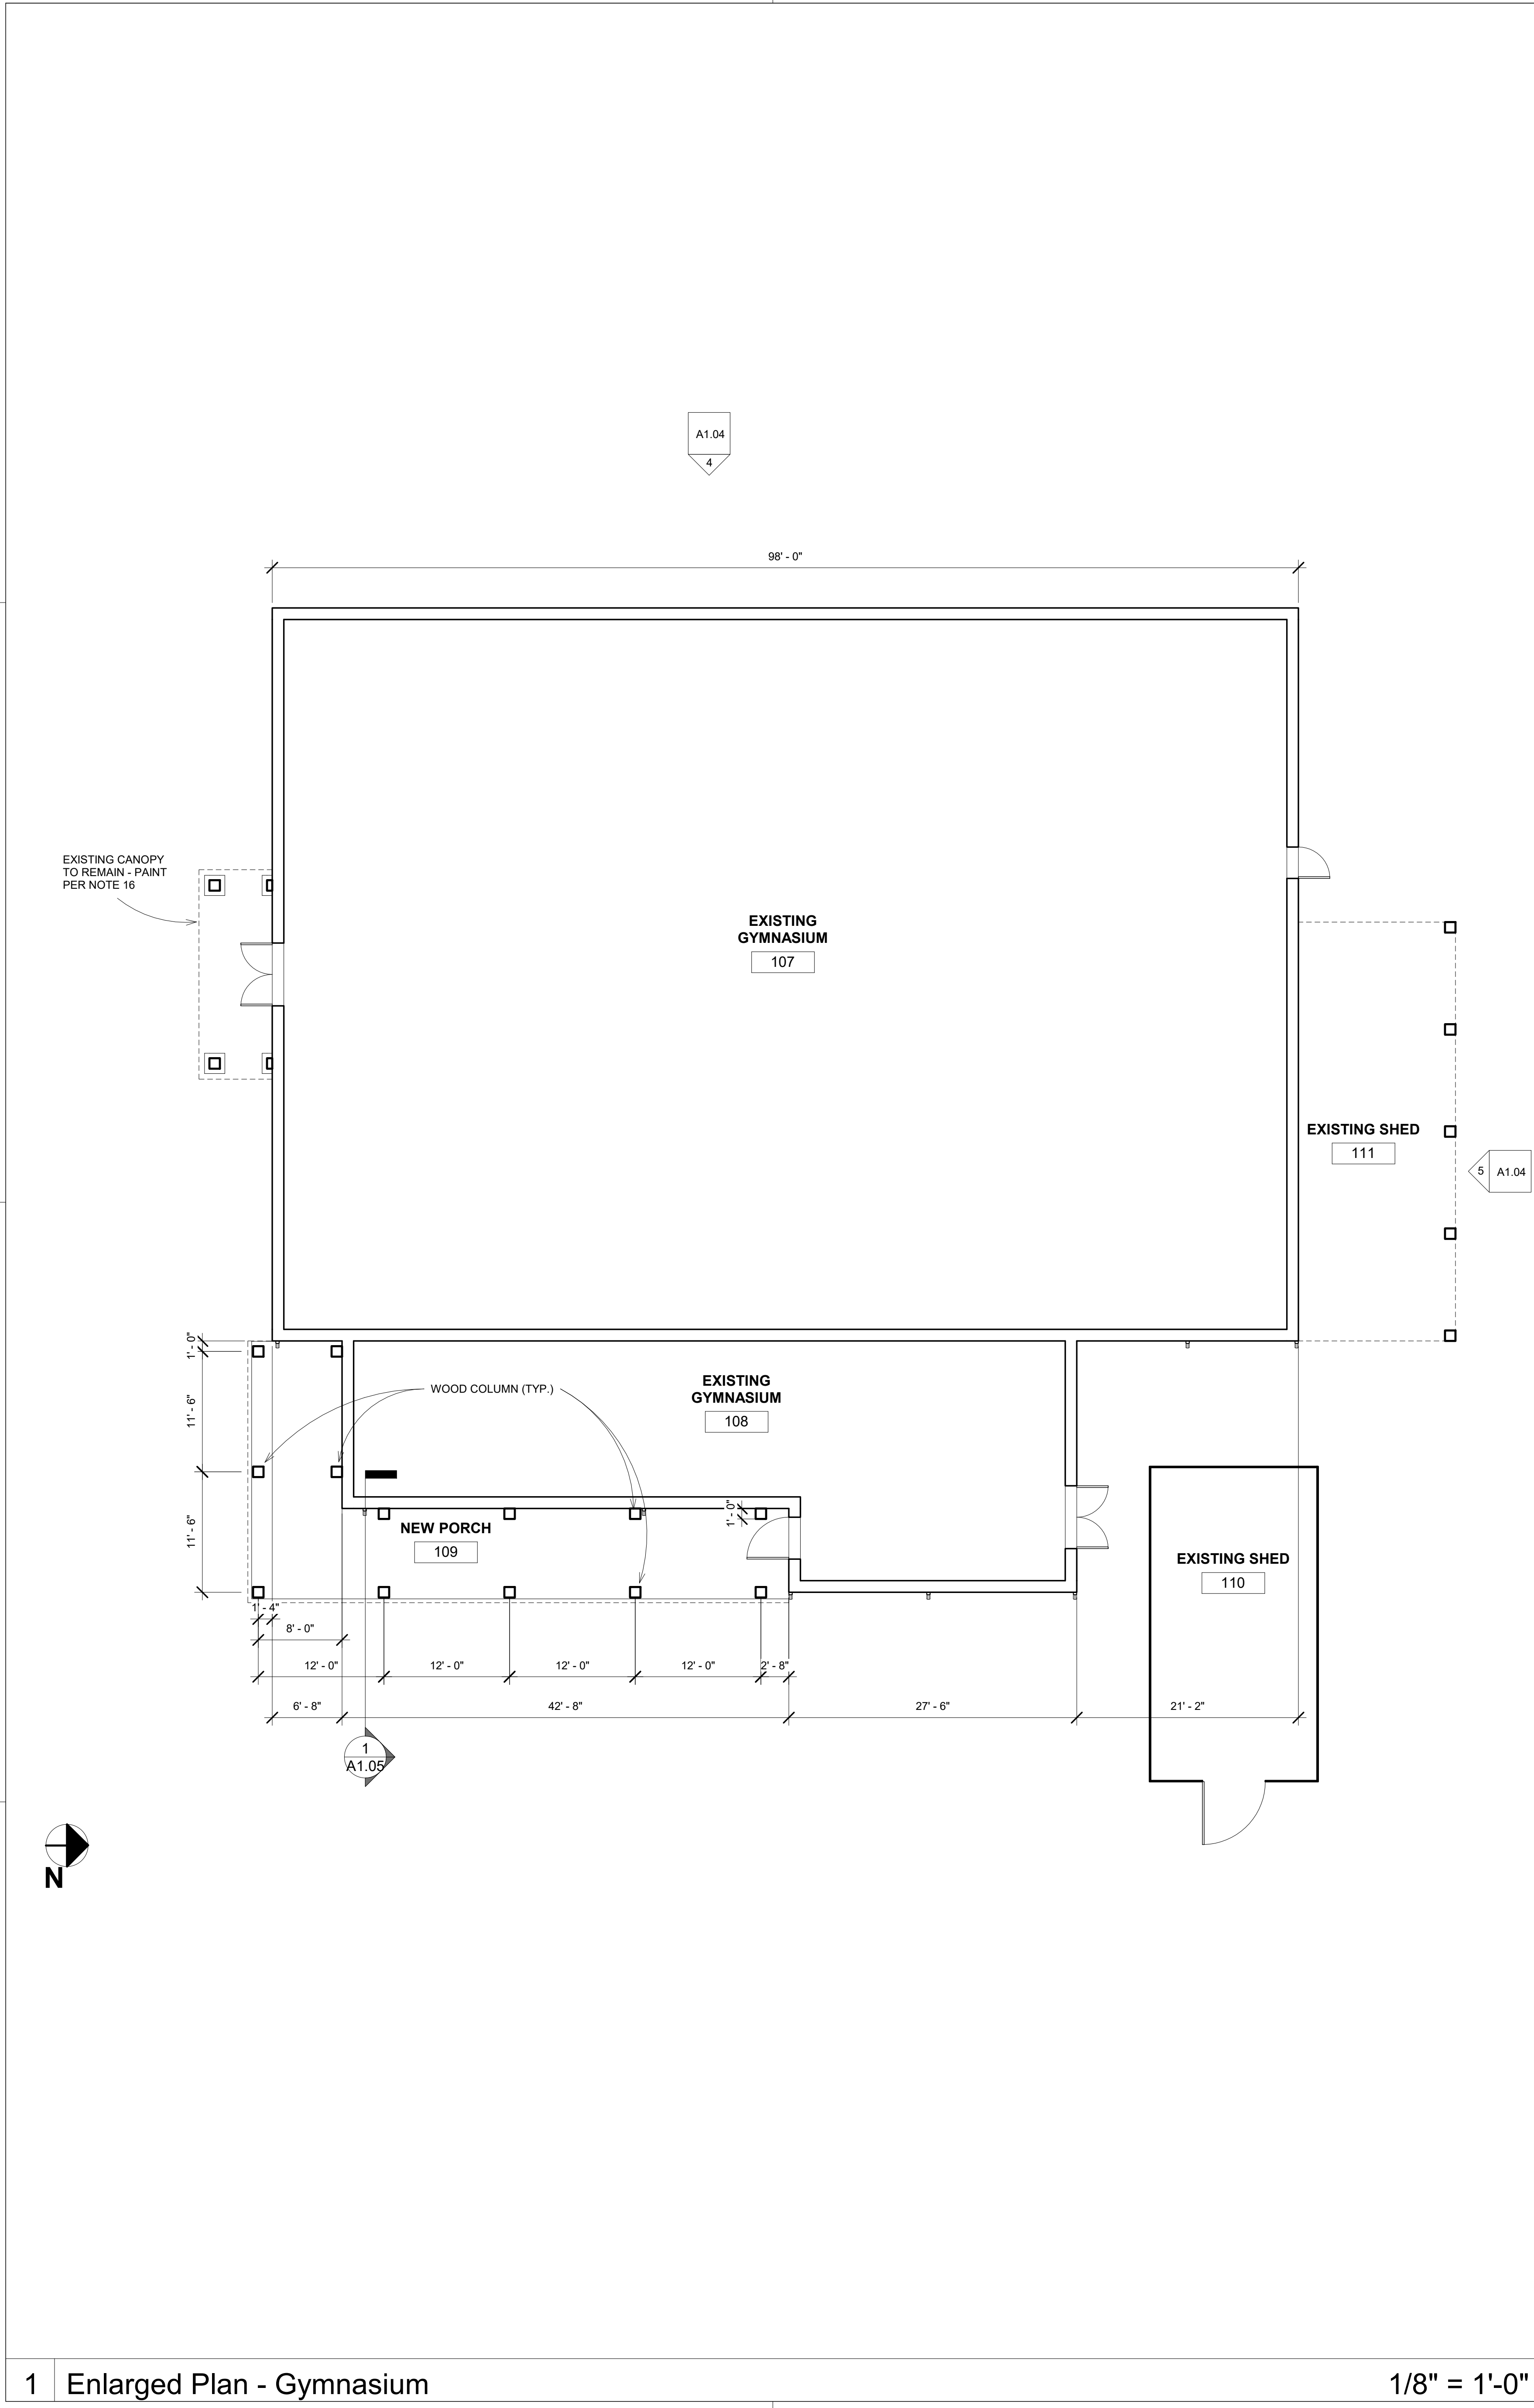 A1.04
4
98' - 0"
EXISTING CANOPY
TO REMAIN - PAINT
PER NOTE 16
EXISTING
GYMNASIUM
107
EXISTING SHED
111
5
A1.04
1' - 0"
11' - 6"
11' - 6"
WOOD COLUMN (TYP.)
EXISTING
GYMNASIUM
108
1' - 0"
NEW PORCH
109
EXISTING SHED
110
1' - 4"
8' - 0"
12' - 0"
12' - 0"
12' - 0"
12' - 0"
2' - 8"
6' - 8"
42' - 8"
27' - 6"
21' - 2"
1
A1.05
N
1
Enlarged Plan - Gymnasium
1/8" = 1'-0"